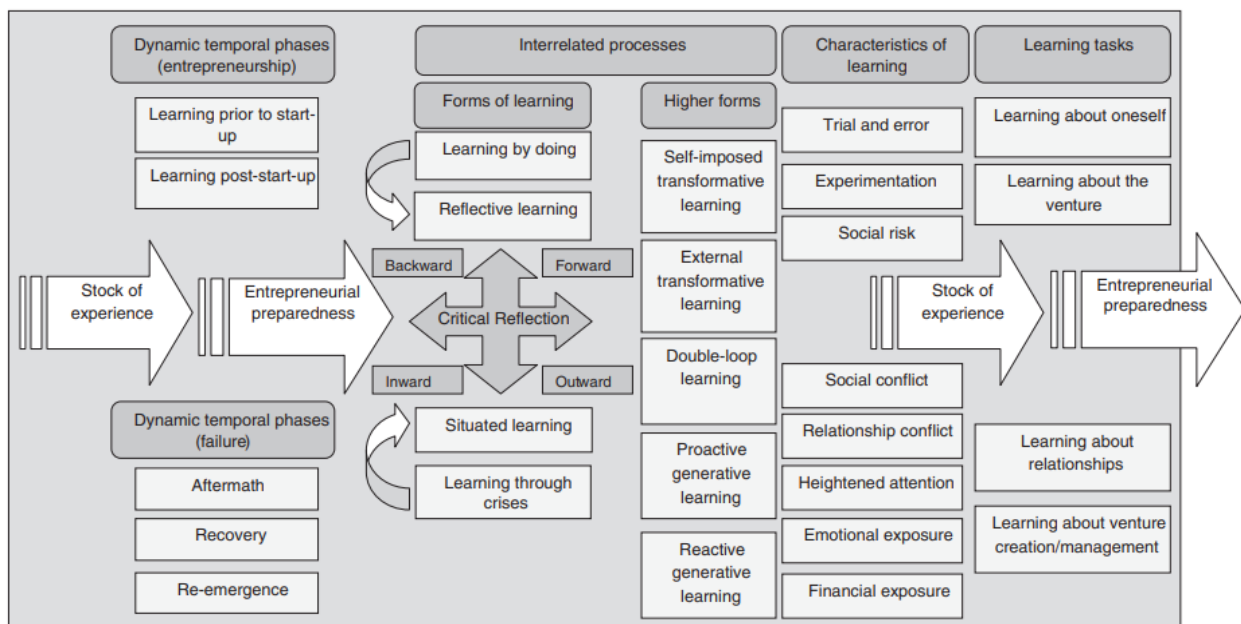 Dynamic temporal phases
(entrepreneurship)
Learning prior to start-
up
Learning post-start-up
Stock of
experience
Entrepreneurial
preparedness
Dynamic temporal phases
(failure)
Aftermath
Recovery
Re-emergence
Interrelated processes
Forms of learning
Learning by doing
Reflective learning
Backward
Forward
Critical Reflection
Inward
Outward
Situated learning
Learning through
crises
Higher forms
Self-imposed
transformative
learning
External
transformative
learning
Double-loop
learning
Proactive
generative
learning
Reactive
generative
learning
Characteristics of
learning
Trial and error
Experimentation
Social risk
Stock of
experience
Social conflict
Relationship conflict
Heightened attention
Emotional exposure
Financial exposure
Learning tasks
Learning about oneself
Learning about the
venture
Entrepreneurial
preparedness
Learning about
relationships
Learning about venture
creation/management